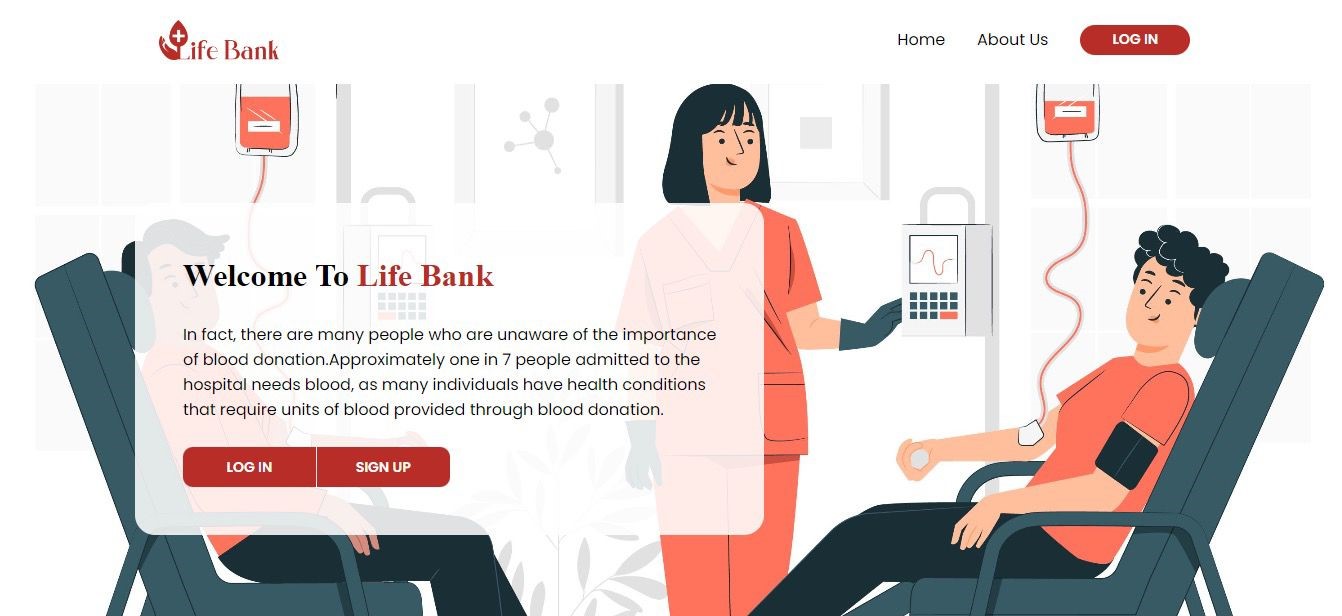 Life Bank
Home
About Us
LOG IN
Welcome To Life Bank
In fact, there are many people who are unaware of the importance
of blood donation.Approximately one in 7 people admitted to the
hospital needs blood, as many individuals have health conditions
that require units of blood provided through blood donation.
LOG IN
SIGN UP